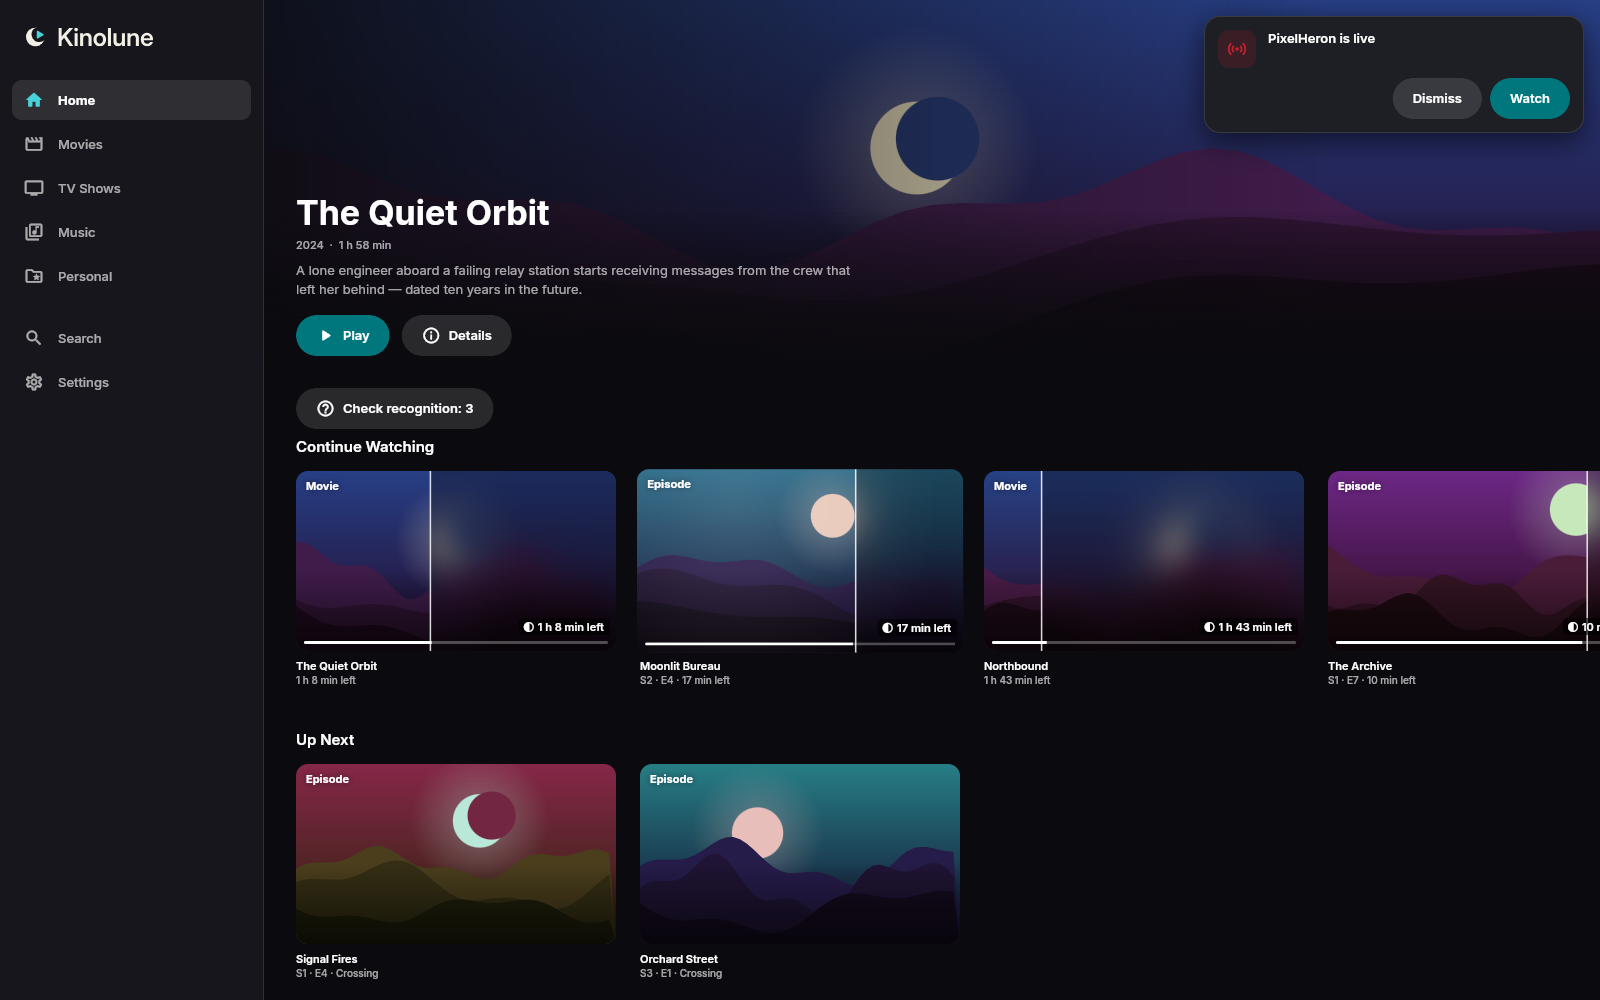 Kinolune
Home
Movies
TV Shows
Music
Personal
Search
Settings
PixelHeron is live
Dismiss
Watch
The Quiet Orbit
2024 · 1 h 58 min
A lone engineer aboard a failing relay station starts receiving messages from the crew that
left her behind — dated ten years in the future.
Play
Details
Check recognition: 3
Continue Watching
Movie
1 h 8 min left
The Quiet Orbit
1 h 8 min left
Episode
17 min left
Moonlit Bureau
S2 · E4 · 17 min left
Movie
1 h 43 min left
Northbound
1 h 43 min left
Episode
10
The Archive
S1 · E7 · 10 min left
Up Next
Episode
Signal Fires
S1 · E4 · Crossing
Episode
Orchard Street
S3 · E1 · Crossing